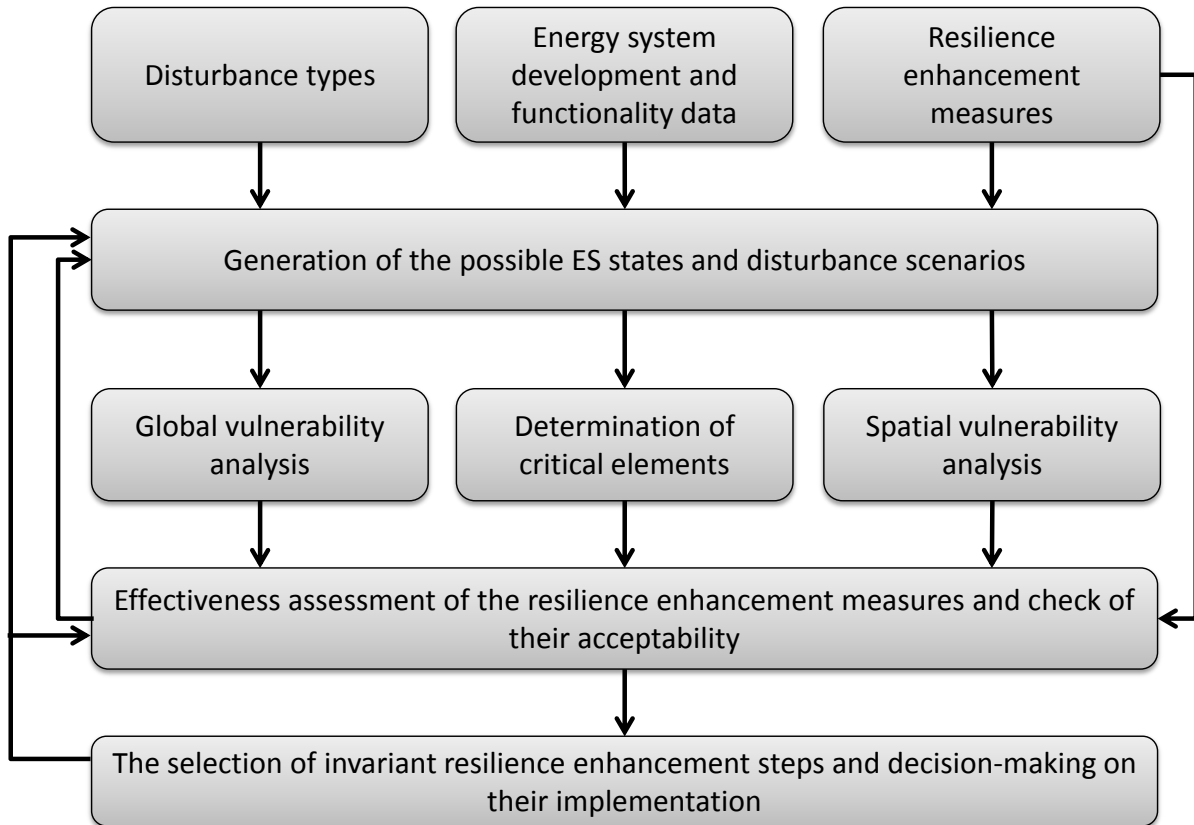 Disturbance types
Energy system
development and
functionality data
Resilience
enhancement
measures
Generation of the possible ES states and disturbance scenarios
Global vulnerability
analysis
Determination of
critical elements
Spatial vulnerability
analysis
Effectiveness assessment of the resilience enhancement measures and check of
their acceptability
The selection of invariant resilience enhancement steps and decision-making on
their implementation